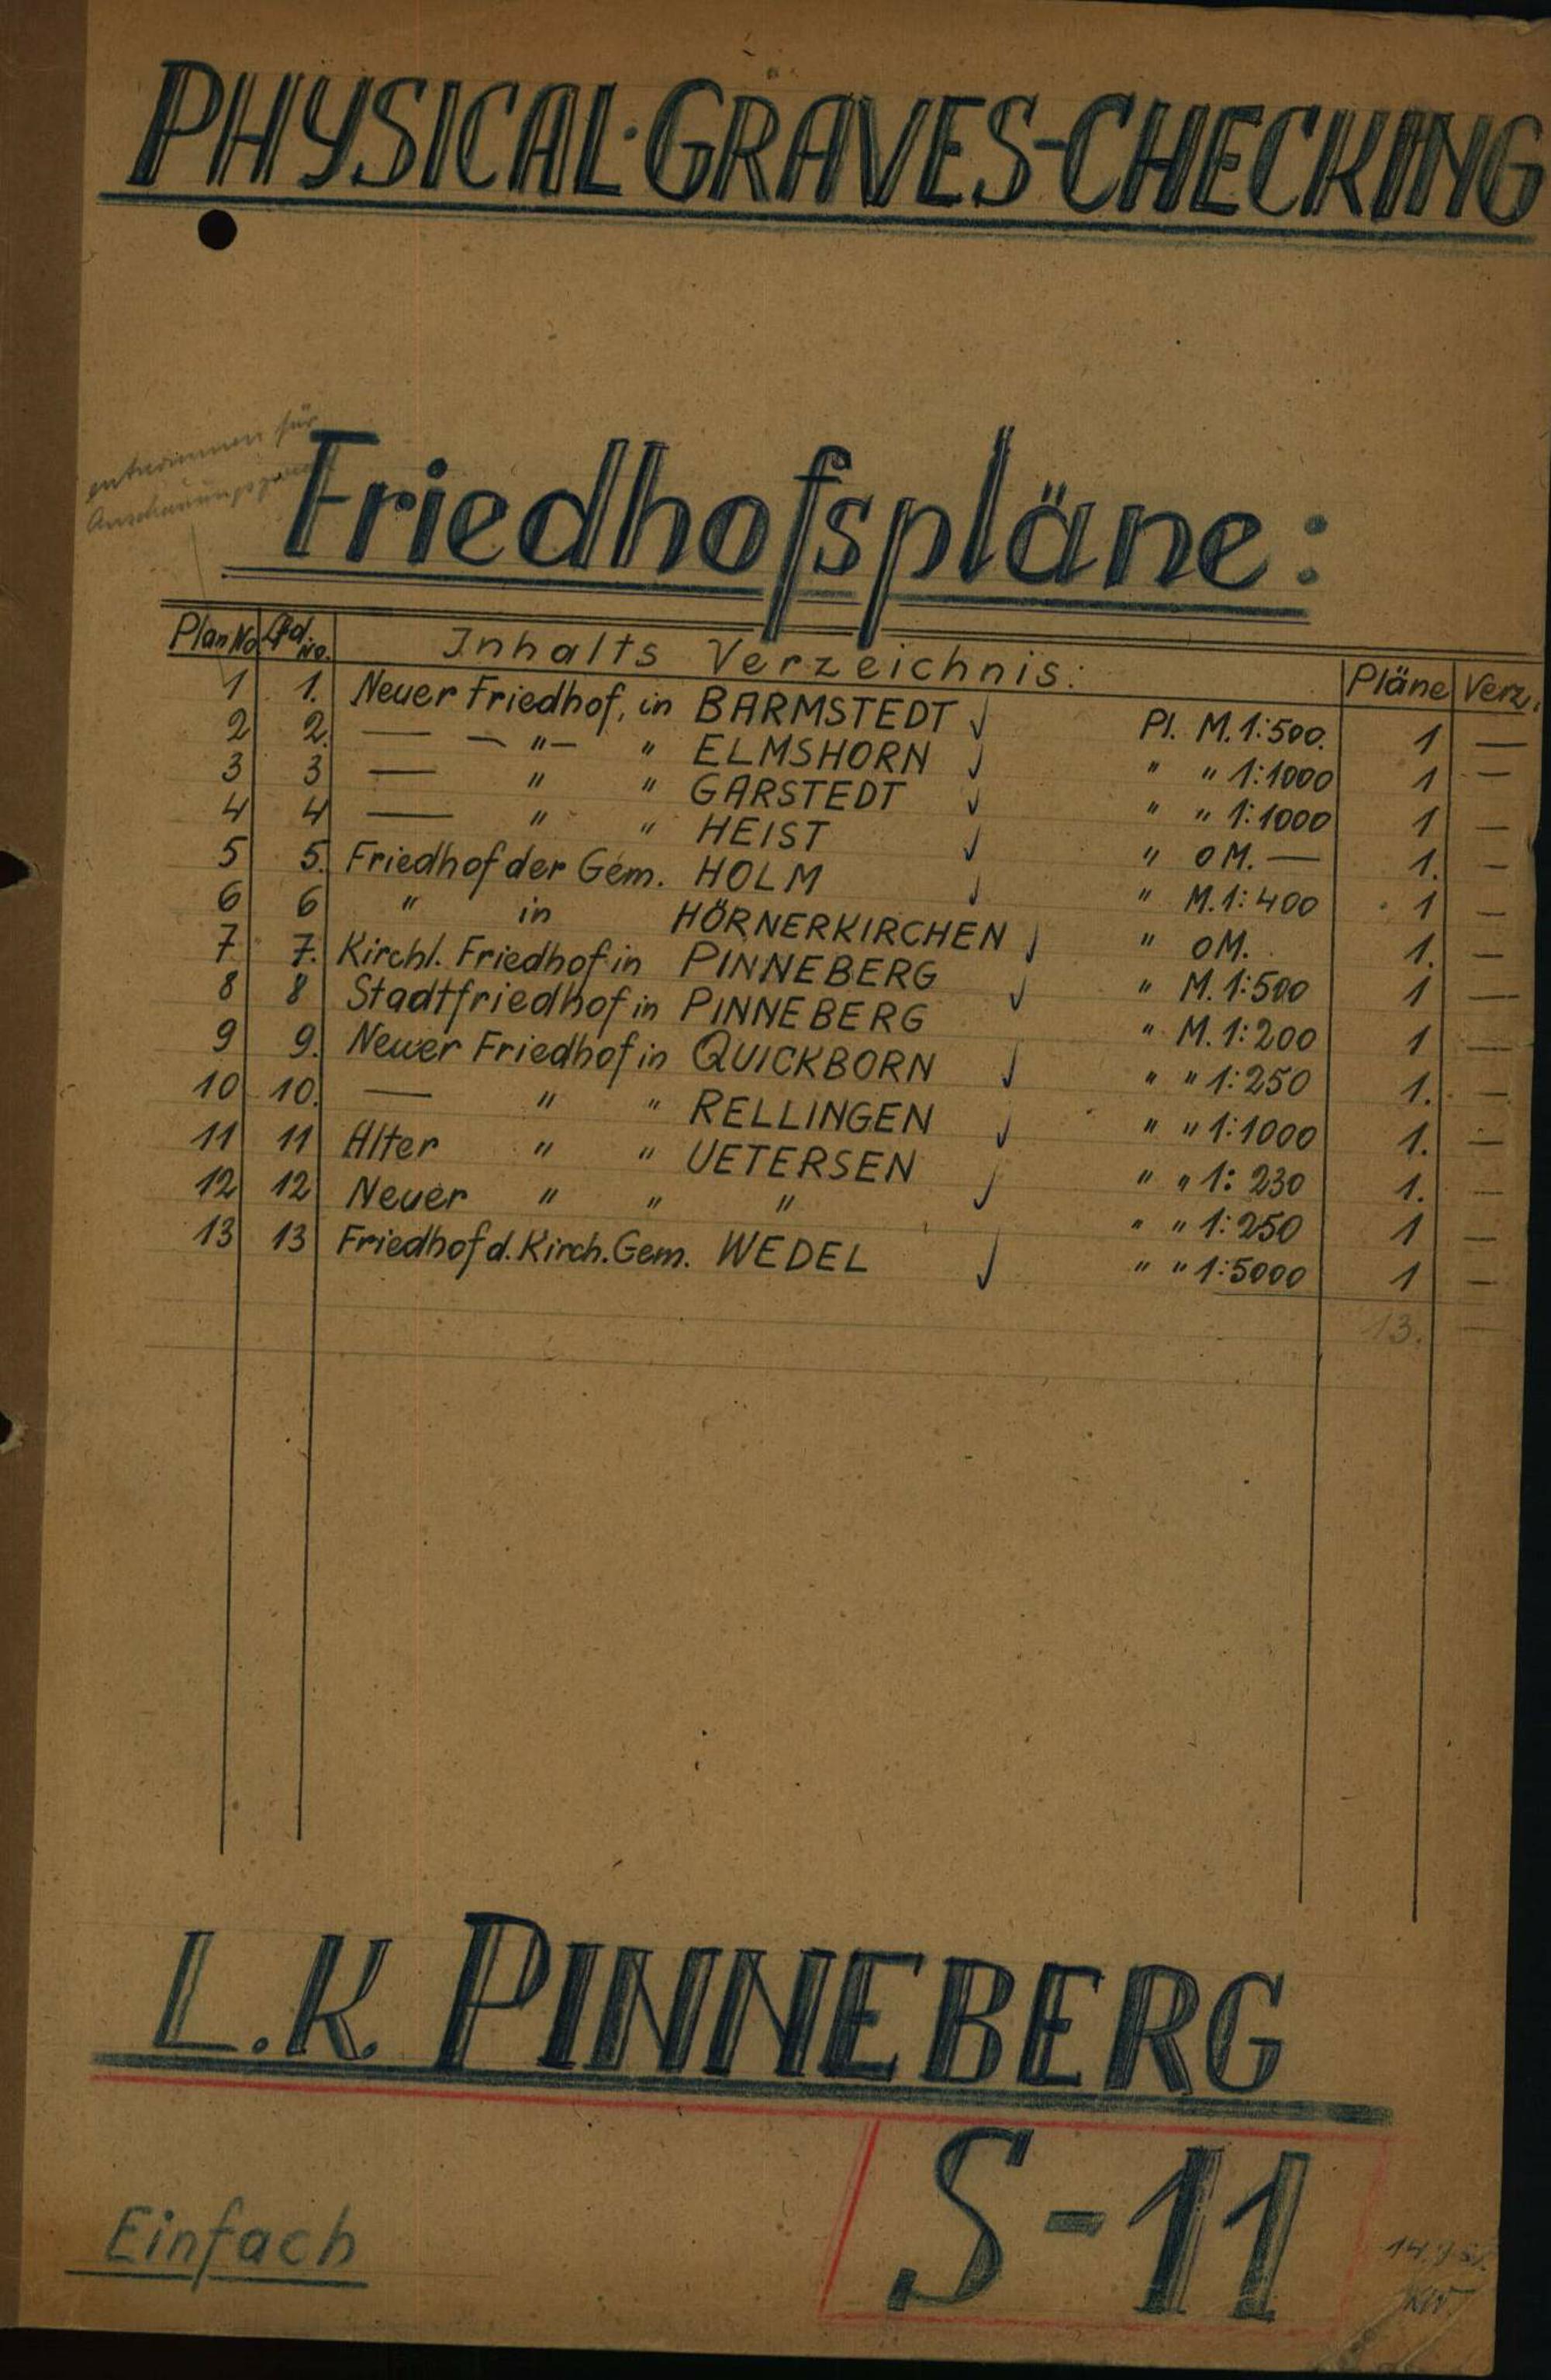 PHYSICAL-GRAVES-CHECKING
entnommen für
Friedhofspläne:
Plan No Lfd. No. Inhalts Verzeichnis: Pläne Verz.
1 1. Neuer Friedhof, in BARMSTEDT ✓ Pl. M. 1:500. 1 —
2 2. — — " — " ELMSHORN ✓ " " 1:1000 1 —
3 3 — " " GARSTEDT ✓ " " 1:1000 1 —
4 4 — " " HEIST ✓ " oM. — 1. —
5 5. Friedhof der Gem. HOLM ✓ " M. 1:400 1 —
6 6 " in HÖRNERKIRCHEN ✓ " oM. 1. —
7 7. Kirchl. Friedhof in PINNEBERG ✓ " M. 1:500 1 —
8 8 Stadtfriedhof in PINNEBERG " M. 1:200 1 —
9 9. Neuer Friedhof in QUICKBORN ✓ " " 1:250 1. —
10 10. — " " RELLINGEN ✓ " " 1:1000 1. —
11 11 Alter " " UETERSEN ✓ " " 1:230 1. —
12 12 Neuer " " " " " 1:250 1 —
13 13 Friedhof d. Kirch. Gem. WEDEL ✓ " " 1:5000 1 —
13. —
L.K. PINNEBERG
S-11
Einfach